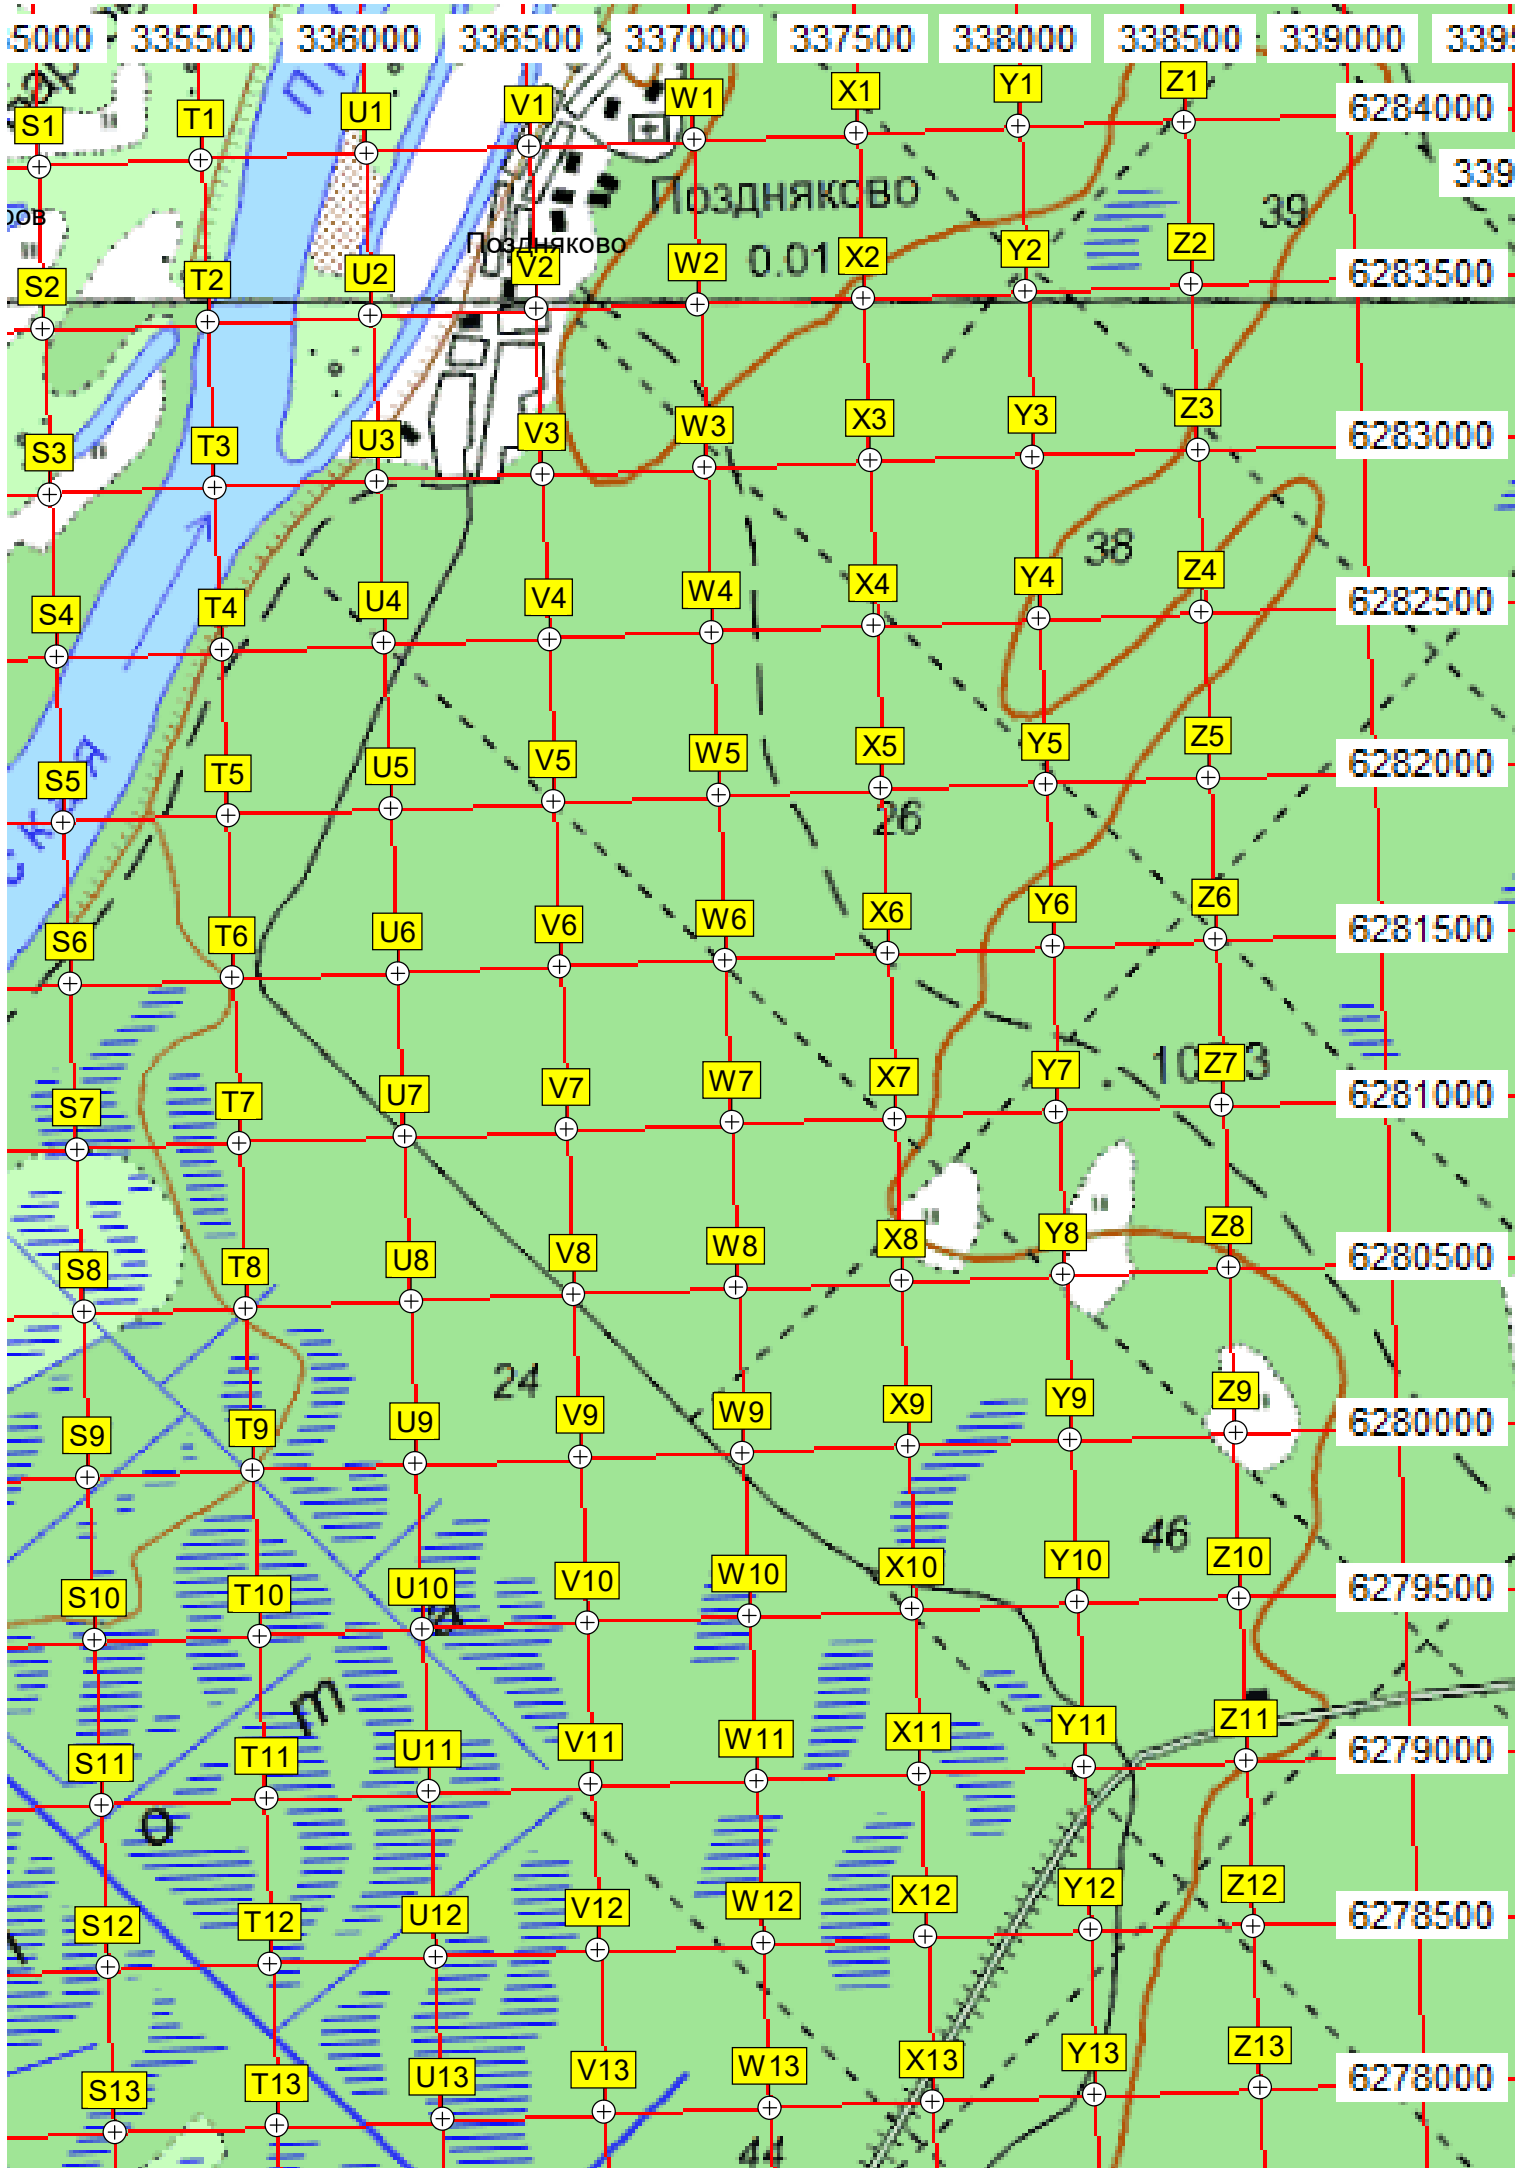 335500 336000 336500 337000 337500 338000 338500 339000
S1 T1 U1 V1 W1 X1 Y1 Z1 6284000
339
Поздняково
39
Поздняково
0.01
S2 T2 U2 V2 W2 X2 Y2 Z2 6283500
S3 T3 U3 V3 W3 X3 Y3 Z3 6283000
38
S4 T4 U4 V4 W4 X4 Y4 Z4 6282500
S5 T5 U5 V5 W5 X5 Y5 Z5 6282000
26
S6 T6 U6 V6 W6 X6 Y6 Z6 6281500
S7 T7 U7 V7 W7 X7 Y7 Z7 6281000
S8 T8 U8 V8 W8 X8 Y8 Z8 6280500
24
S9 T9 U9 V9 W9 X9 Y9 Z9 6280000
46
S10 T10 U10 V10 W10 X10 Y10 Z10 6279500
т
S11 T11 U11 V11 W11 X11 Y11 Z11 6279000
о
S12 T12 U12 V12 W12 X12 Y12 Z12 6278500
S13 T13 U13 V13 W13 X13 Y13 Z13 6278000
44